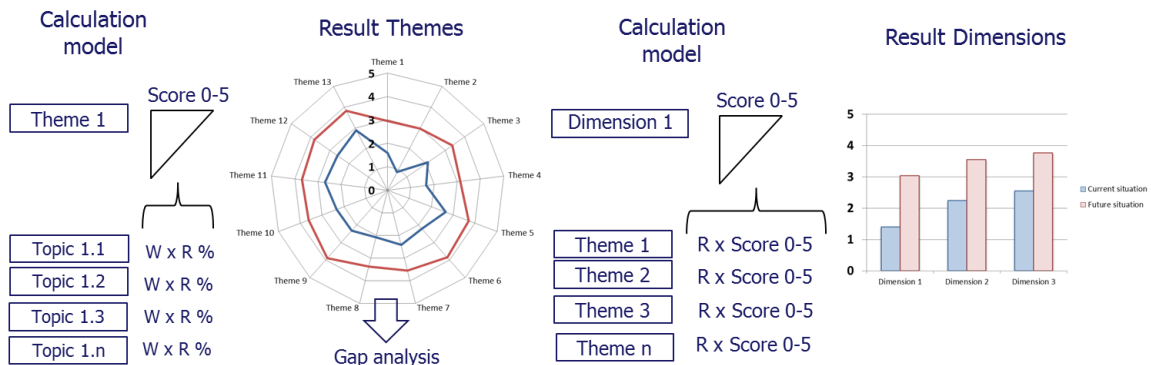 Calculation
model
Score 0-5
Theme 1
Topic 1.1
W x R %
Topic 1.2
W x R %
Topic 1.3
W x R %
Topic 1.n
W x R %
Result Themes
Theme 1
Theme 2
Theme 3
Theme 4
Theme 5
Theme 6
Theme 7
Theme 8
Theme 9
Theme 10
Theme 11
Theme 12
Theme 13
5
4
3
2
1
0
Gap analysis
Calculation
model
Score 0-5
Dimension 1
Theme 1
R x Score 0-5
Theme 2
R x Score 0-5
Theme 3
R x Score 0-5
Theme n
R x Score 0-5
Result Dimensions
5
4
3
2
1
0
Dimension 1
Dimension 2
Dimension 3
Current situation
Future situation